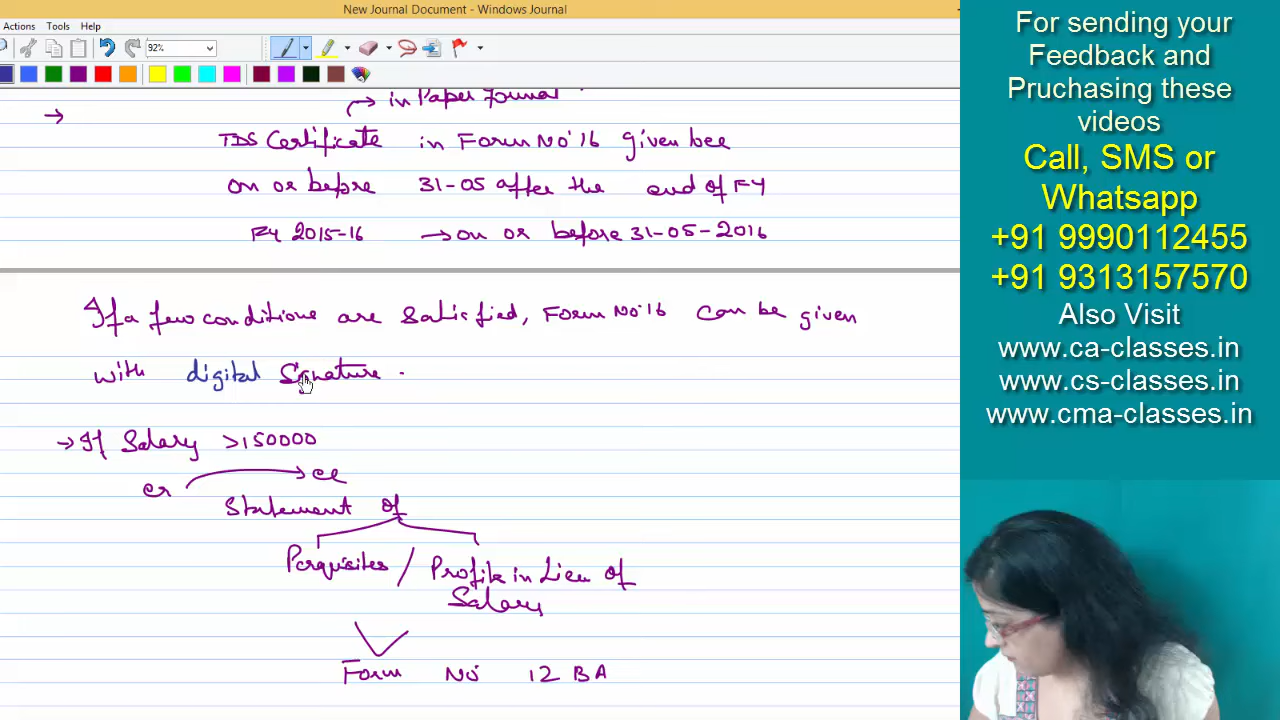 New Journal Document - Windows Journal
Actions Tools Help
92%
→ in Paper Format.
→ TDS Certificate in Form No 16 given bee
on or before 31-05 after the end of FY
FY 2015-16 → on or before 31-05-2016
If a few conditions are Satisfied, Form No 16 can be given
with digital Signature.
→ If Salary >150000
er → ee
Statement of
Perquisites / Profits in Lieu of
Salary
Form No 12 BA
For sending your
Feedback and
Pruchasing these
videos
Call, SMS or
Whatsapp
+91 9990112455
+91 9313157570
Also Visit
www.ca-classes.in
www.cs-classes.in
www.cma-classes.in